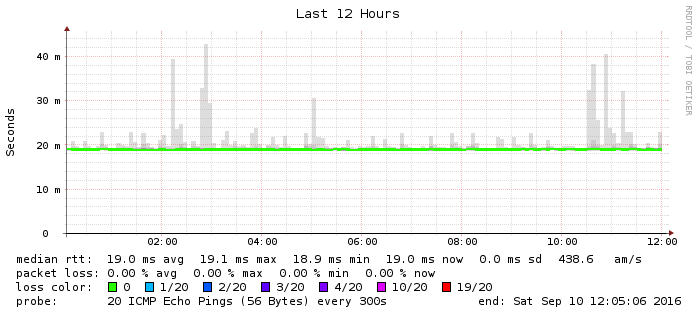 Last 12 Hours
RRDTOOL / TOBI OETIKER
Seconds
40 m
30 m
20 m
10 m
0
02:00 04:00 06:00 08:00 10:00 12:00
median rtt: 19.0 ms avg 19.1 ms max 18.9 ms min 19.0 ms now 0.0 ms sd 438.6 am/s
packet loss: 0.00 % avg 0.00 % max 0.00 % min 0.00 % now
loss color: 0 1/20 2/20 3/20 4/20 10/20 19/20
probe: 20 ICMP Echo Pings (56 Bytes) every 300s end: Sat Sep 10 12:05:06 2016